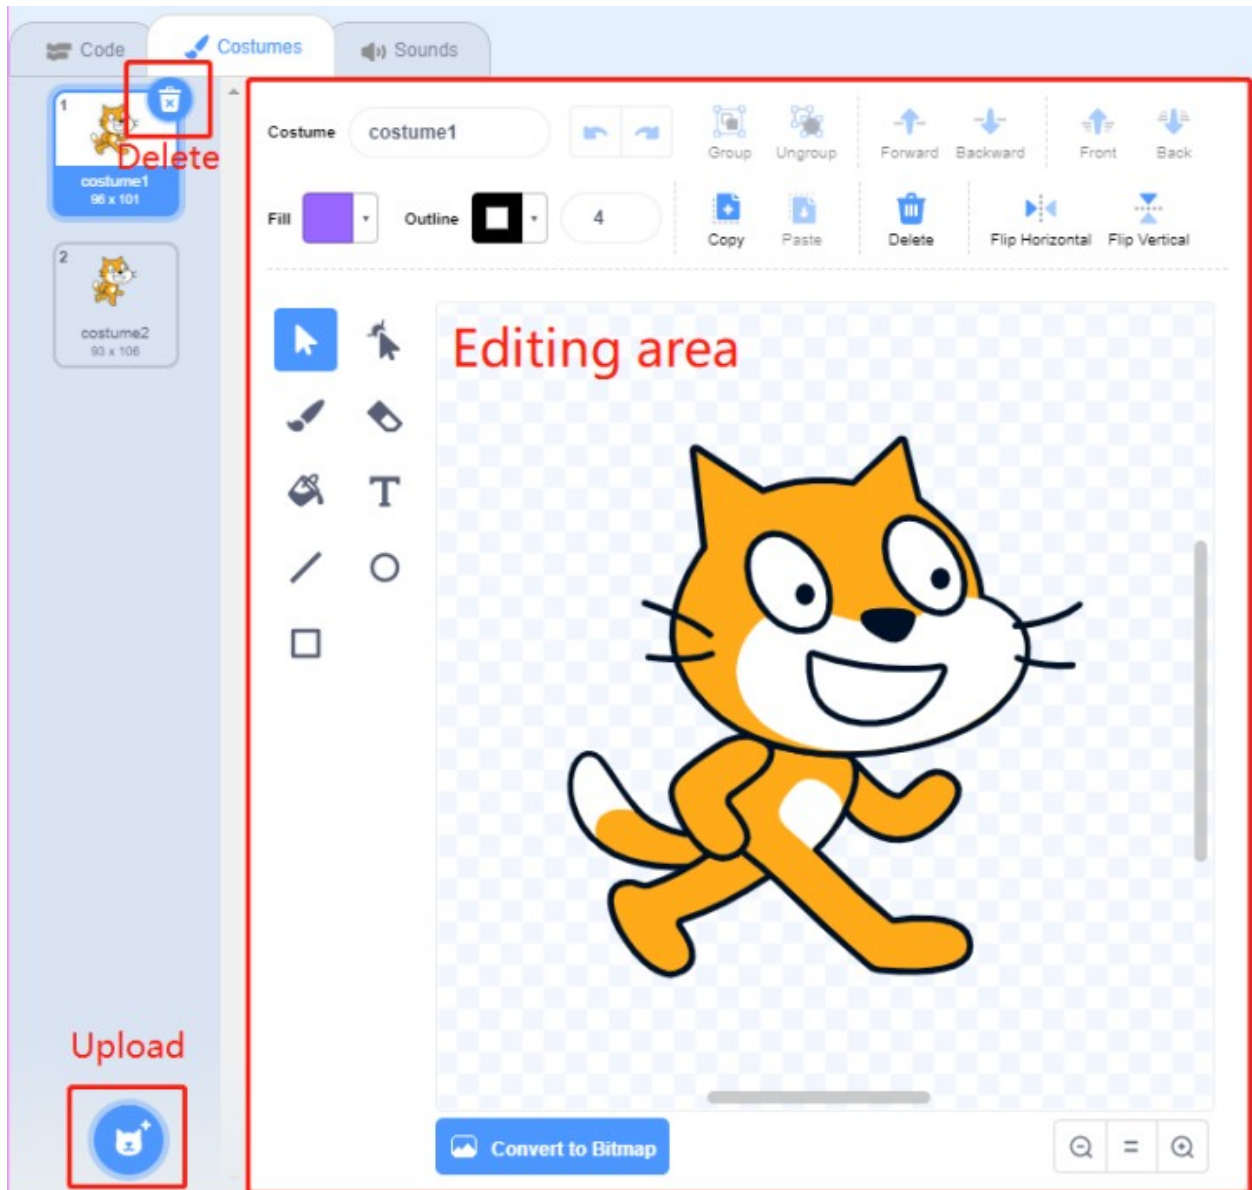 Code
Costumes
Sounds
1
Delete
costume1
96 x 101
2
costume2
93 x 106
Upload
Costume
costume1
Group
Ungroup
Forward
Backward
Front
Back
Fill
Outline
4
Copy
Paste
Delete
Flip Horizontal
Flip Vertical
Editing area
T
Convert to Bitmap
=